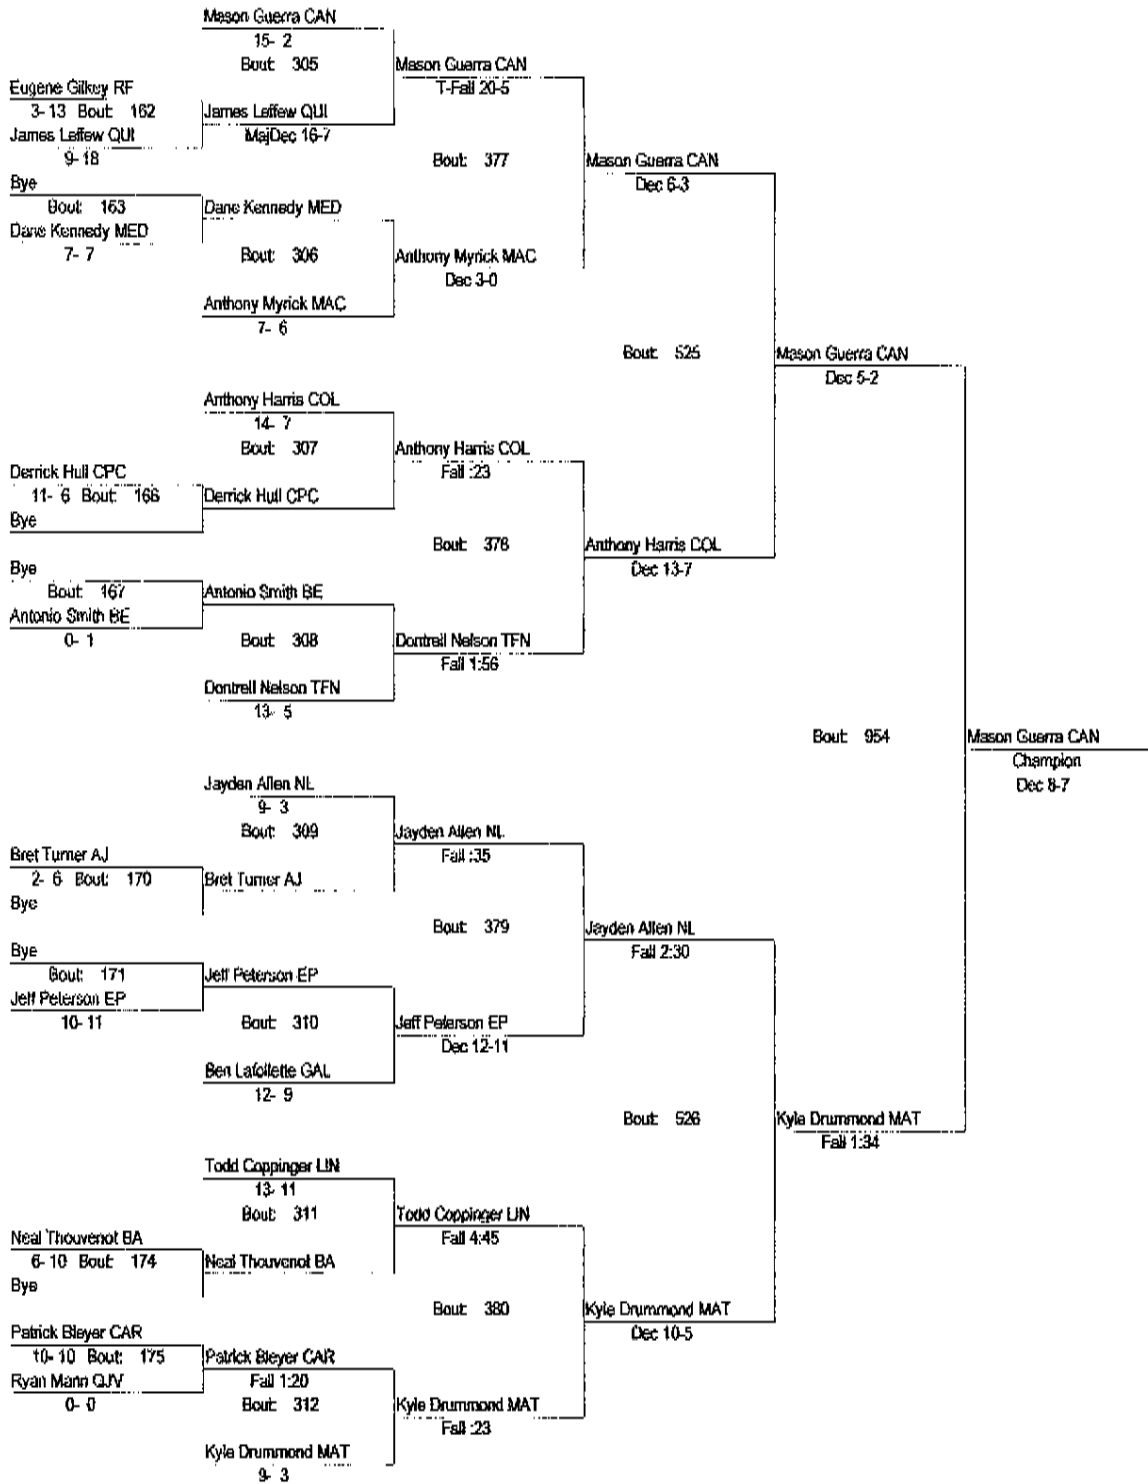 Mason Guerra CAN
15- 2
Bout: 305
Mason Guerra CAN
T-Fall 20-5
Eugene Gilkey RF
3- 13 Bout: 162
James Leffew QUI
James Leffew QUI
MajDec 16-7
9- 18
Bout: 377
Mason Guerra CAN
Dec 6-3
Bye
Bout: 163
Dane Kennedy MED
Dane Kennedy MED
7- 7
Bout: 306
Anthony Myrick MAC
Dec 3-0
Anthony Myrick MAC
7- 6
Bout: 525
Mason Guerra CAN
Dec 5-2
Anthony Harris COL
14- 7
Bout: 307
Anthony Harris COL
Fall :23
Derrick Hull CPC
11- 6 Bout: 166
Derrick Hull CPC
Bye
Bout: 378
Anthony Harris COL
Dec 13-7
Bye
Bout: 167
Antonio Smith BE
Antonio Smith BE
0- 1
Bout: 308
Dontrell Nelson TFN
Fall 1:56
Dontrell Nelson TFN
13- 5
Bout: 954
Mason Guerra CAN
Champion
Dec 8-7
Jayden Allen NL
9- 3
Bout: 309
Jayden Allen NL
Fall :35
Bret Turner AJ
2- 6 Bout: 170
Bret Turner AJ
Bye
Bout: 379
Jayden Allen NL
Fall 2:30
Bye
Bout: 171
Jeff Peterson EP
Jeff Peterson EP
10- 11
Bout: 310
Jeff Peterson EP
Dec 12-11
Ben Lafollette GAL
12- 9
Bout: 526
Kyle Drummond MAT
Fall 1:34
Todd Coppinger LIN
13- 11
Bout: 311
Todd Coppinger LIN
Fall 4:45
Neal Thouvenot BA
6- 10 Bout: 174
Neal Thouvenot BA
Bye
Bout: 380
Kyle Drummond MAT
Dec 10-5
Patrick Bleyer CAR
10- 10 Bout: 175
Patrick Bleyer CAR
Fall 1:20
Ryan Mann QJV
0- 0
Bout: 312
Kyle Drummond MAT
Fall :23
Kyle Drummond MAT
9- 3